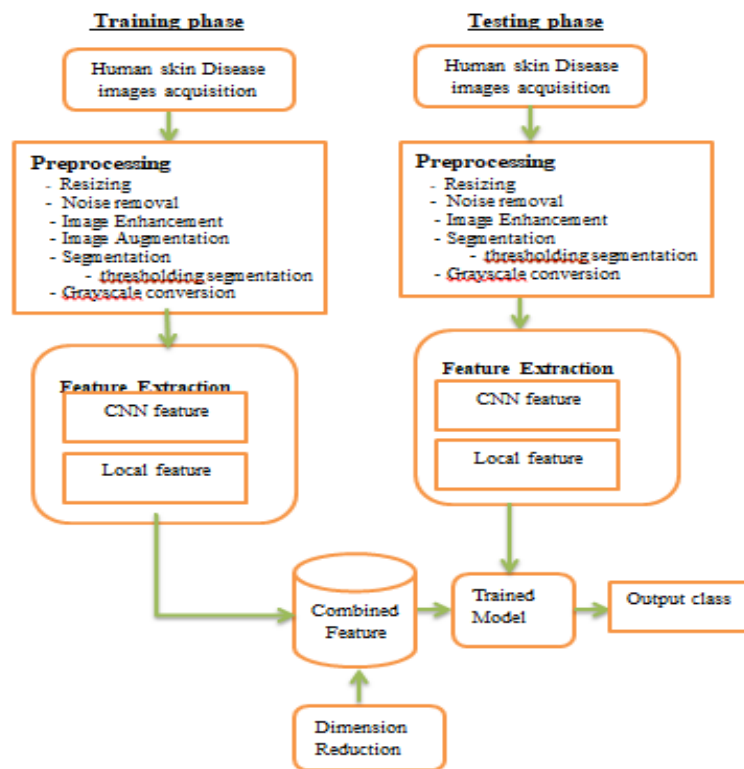 Training phase
Human skin Disease
images acquisition
Preprocessing
- Resizing
- Noise removal
- Image Enhancement
- Image Augmentation
- Segmentation
- thresholding segmentation
- Grayscale conversion
Feature Extraction
CNN feature
Local feature
Testing phase
Human skin Disease
images acquisition
Preprocessing
- Resizing
- Noise removal
- Image Enhancement
- Segmentation
- thresholding segmentation
- Grayscale conversion
Feature Extraction
CNN feature
Local feature
Combined
Feature
Trained
Model
Output class
Dimension
Reduction